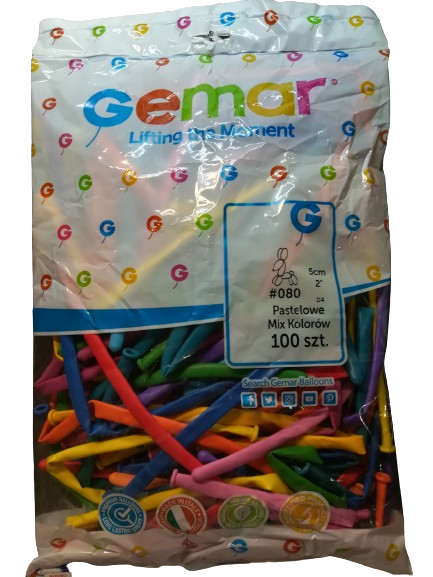 Gemar
Lifting the Moment
G
#080
5cm
2"
D4
Pastelowe
Mix Kolorów
100 szt.
Search Gemar Balloons